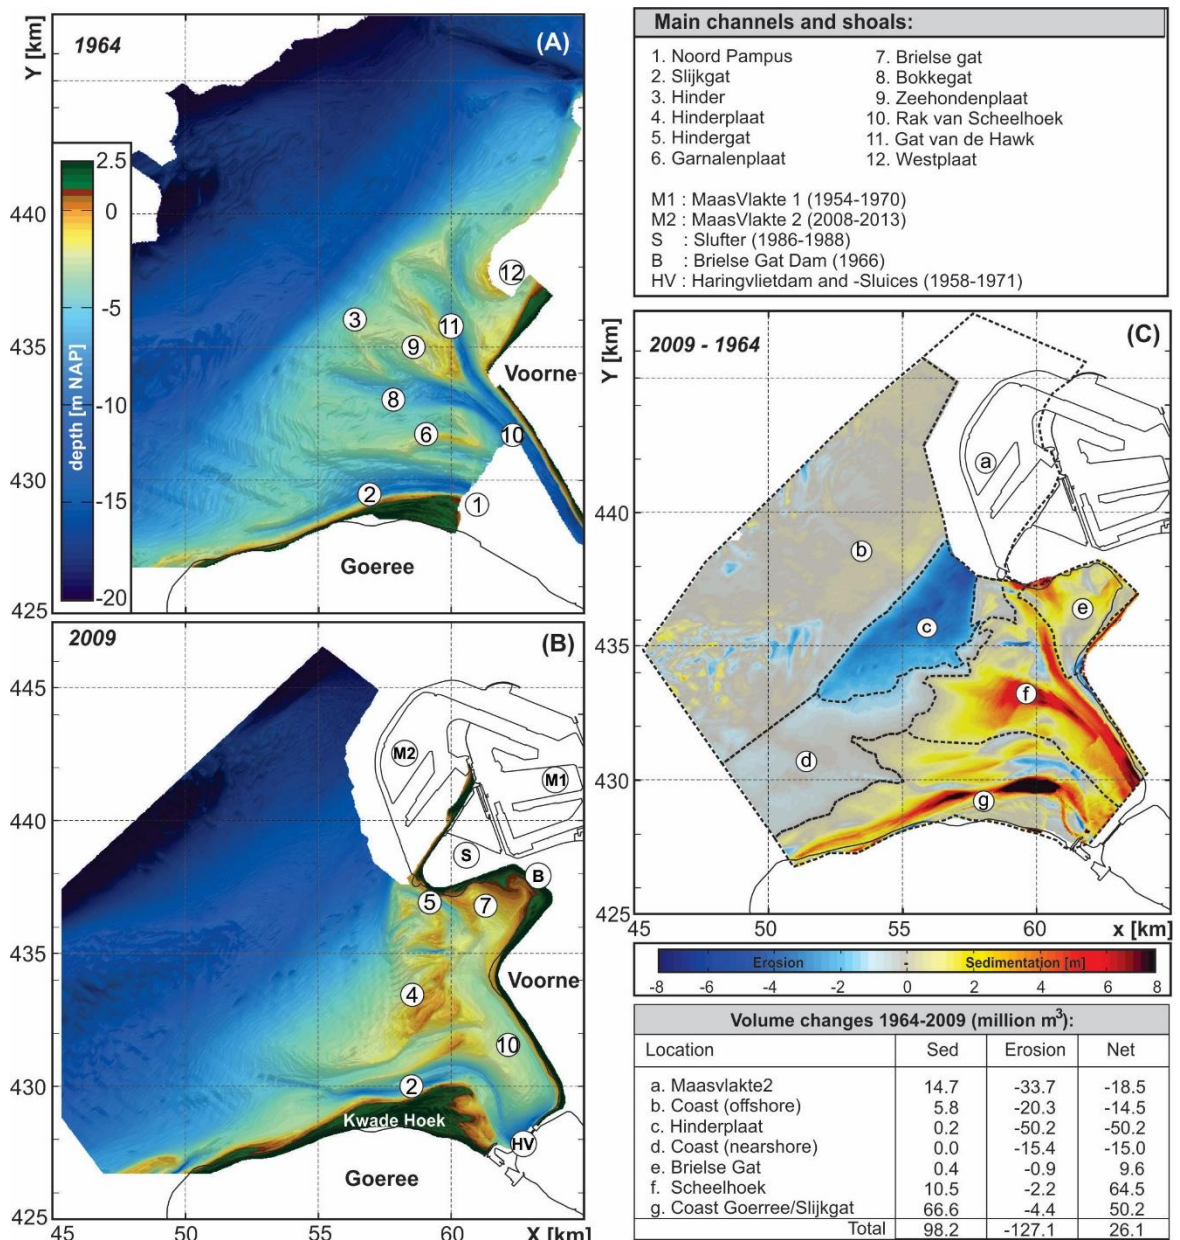 1964
(A)
Y [km]
440
435
430
425
2.5
0
-5
-10
-15
-20
depth [m NAP]
12
3
11
9
Voorne
8
6
10
2
1
Goeree
50
55
60
2009
(B)
Y [km]
445
440
435
430
425
M2
M1
S
B
5
7
4
Voorne
10
2
Kwade Hoek
HV
Goeree
45
50
55
60
X [km]
Main channels and shoals:
1. Noord Pampus
2. Slijkgat
3. Hinder
4. Hinderplaat
5. Hindergat
6. Garnalenplaat
7. Brielse gat
8. Bokkegat
9. Zeehondenplaat
10. Rak van Scheelhoek
11. Gat van de Hawk
12. Westplaat
M1 : MaasVlakte 1 (1954-1970)
M2 : MaasVlakte 2 (2008-2013)
S : Slufter (1986-1988)
B : Brielse Gat Dam (1966)
HV : Haringvlietdam and -Sluices (1958-1971)
2009 - 1964
(C)
Y [km]
440
435
430
425
a
b
c
e
f
d
g
45
50
55
60
x [km]
Erosion
Sedimentation [m]
-8 -6 -4 -2 0 2 4 6 8
Volume changes 1964-2009 (million m³):
Location Sed Erosion Net
a. Maasvlakte2 14.7 -33.7 -18.5
b. Coast (offshore) 5.8 -20.3 -14.5
c. Hinderplaat 0.2 -50.2 -50.2
d. Coast (nearshore) 0.0 -15.4 -15.0
e. Brielse Gat 0.4 -0.9 9.6
f. Scheelhoek 10.5 -2.2 64.5
g. Coast Goerree/Slijkgat 66.6 -4.4 50.2
Total 98.2 -127.1 26.1